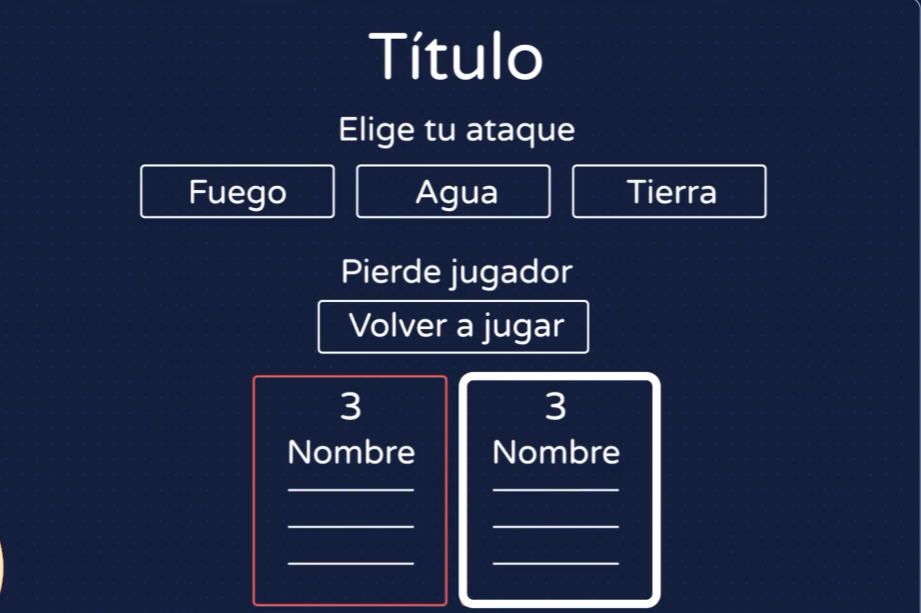 Título
Elige tu ataque
Fuego Agua Tierra
Pierde jugador
Volver a jugar
3 3
Nombre Nombre